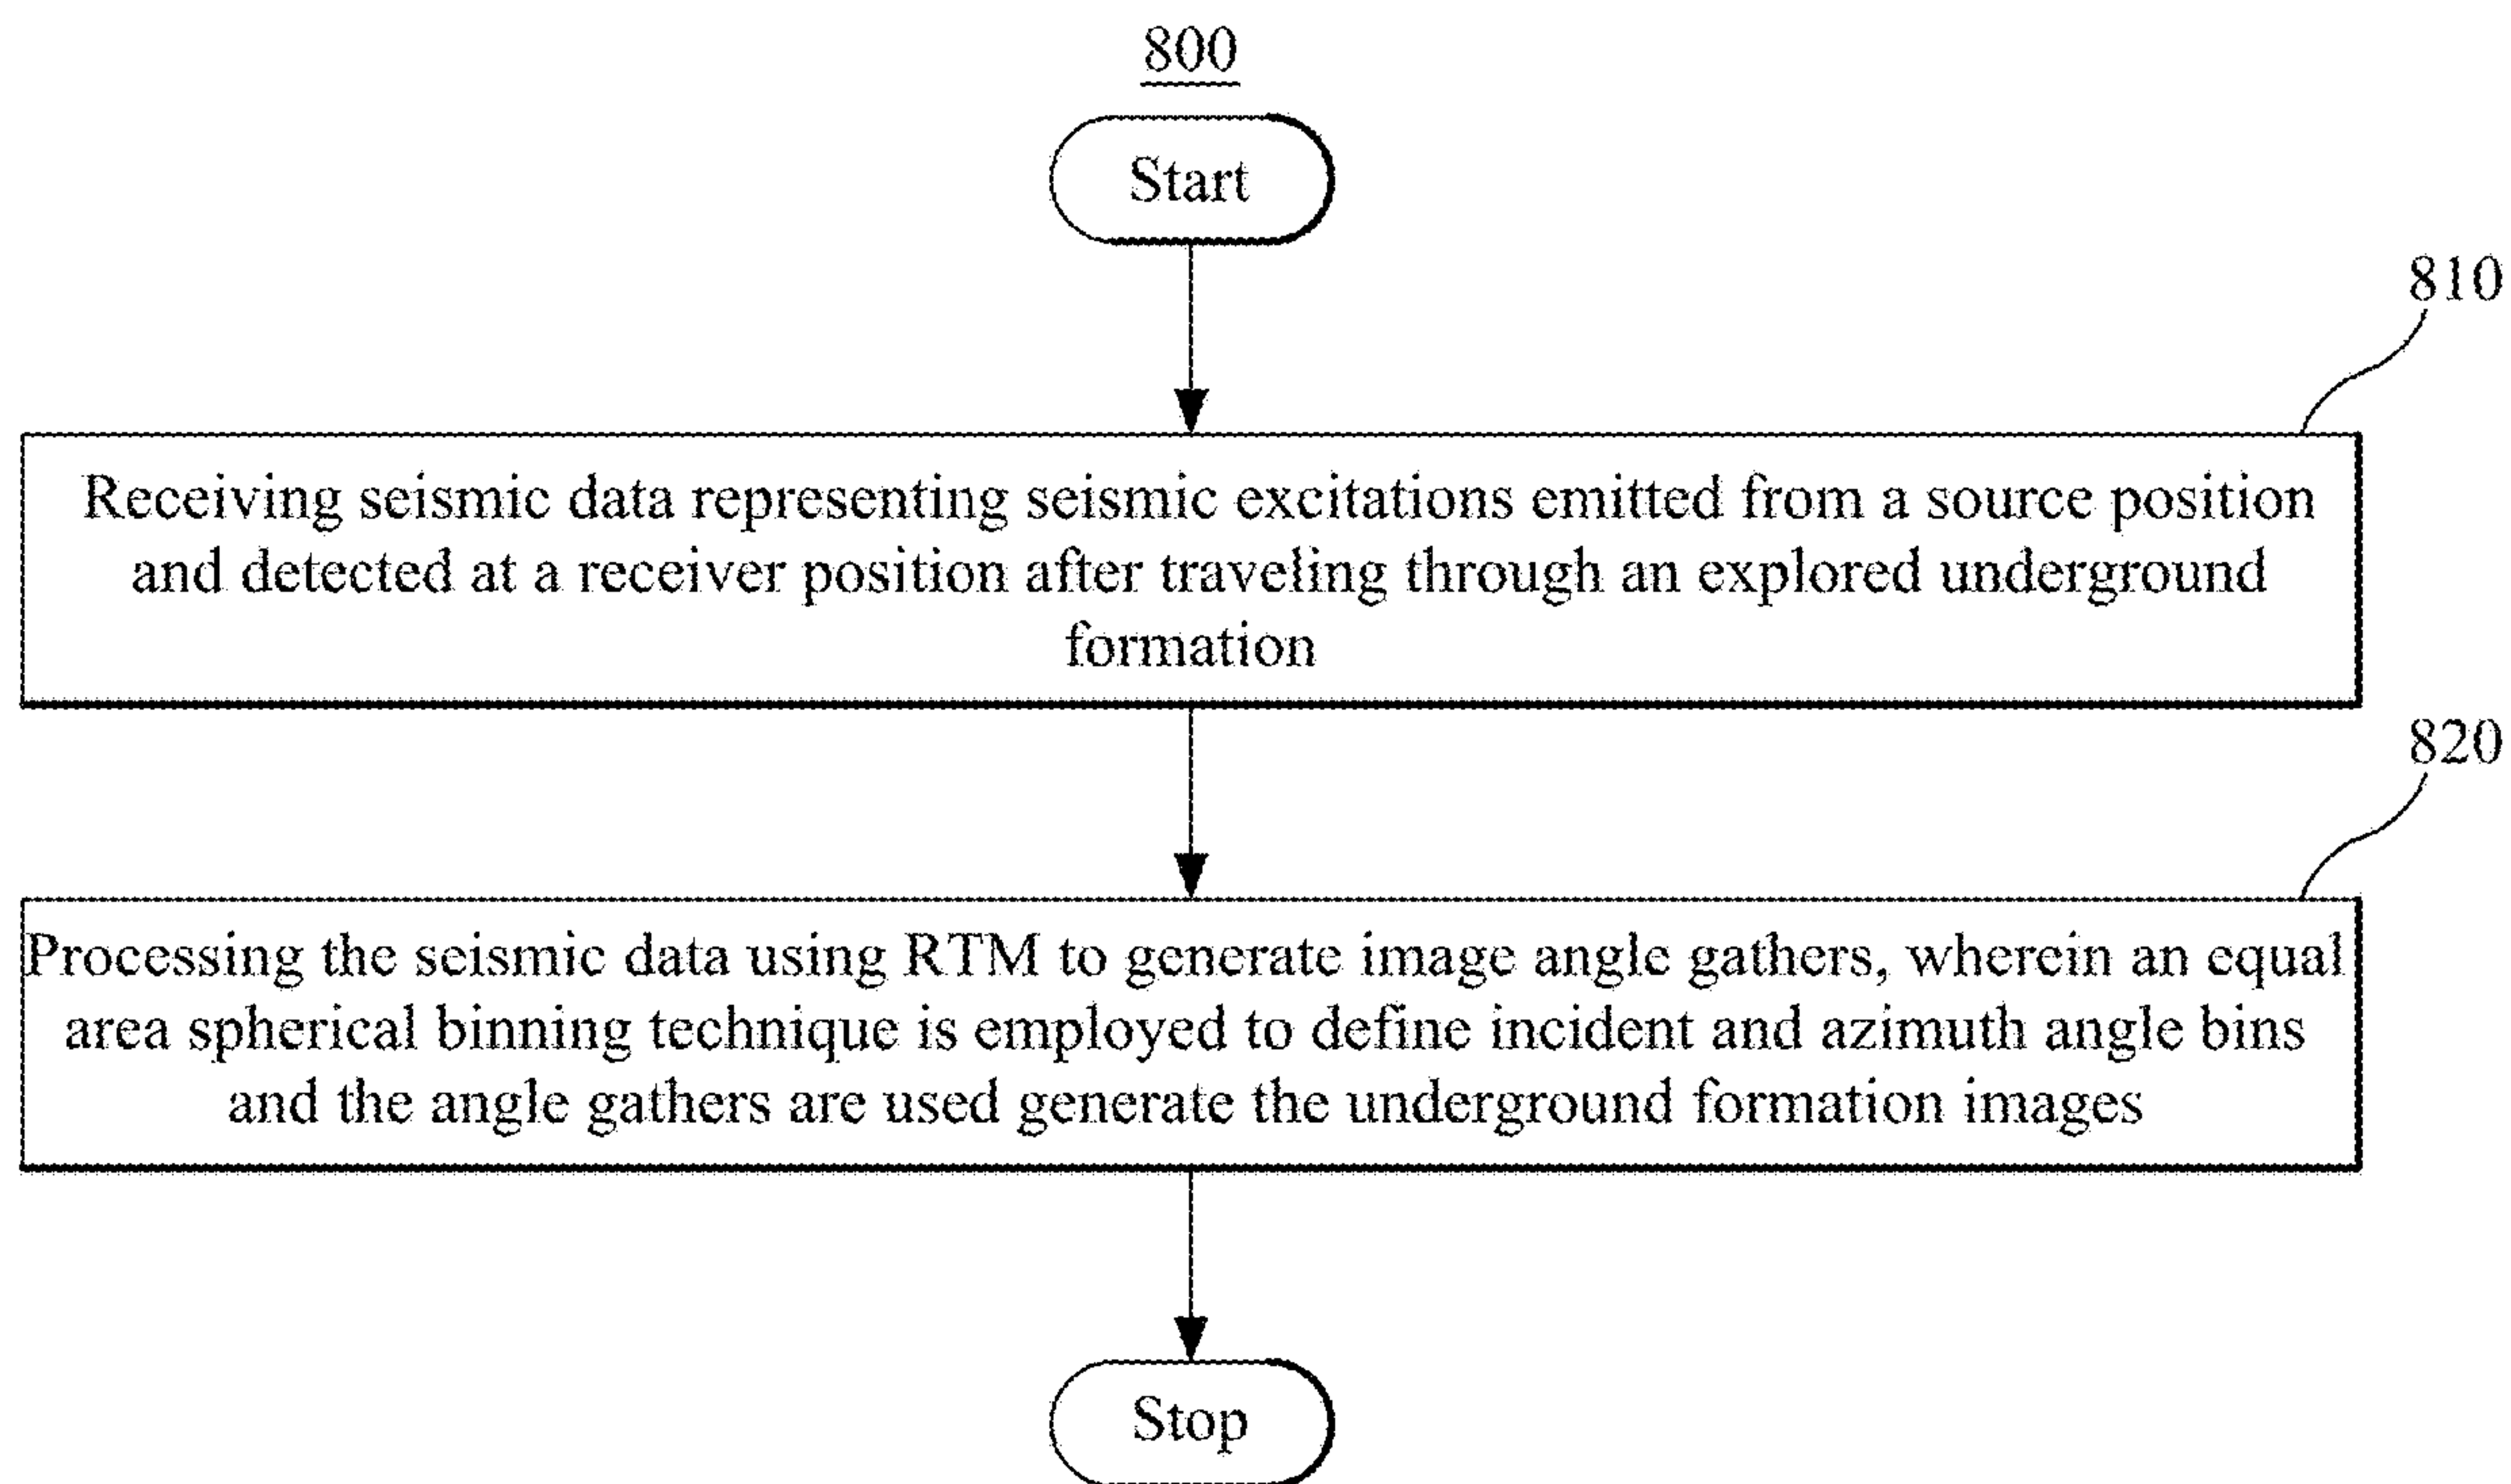 800
Start
810
Receiving seismic data representing seismic excitations emitted from a source position
and detected at a receiver position after traveling through an explored underground
formation
820
Processing the seismic data using RTM to generate image angle gathers, wherein an equal
area spherical binning technique is employed to define incident and azimuth angle bins
and the angle gathers are used generate the underground formation images
Stop